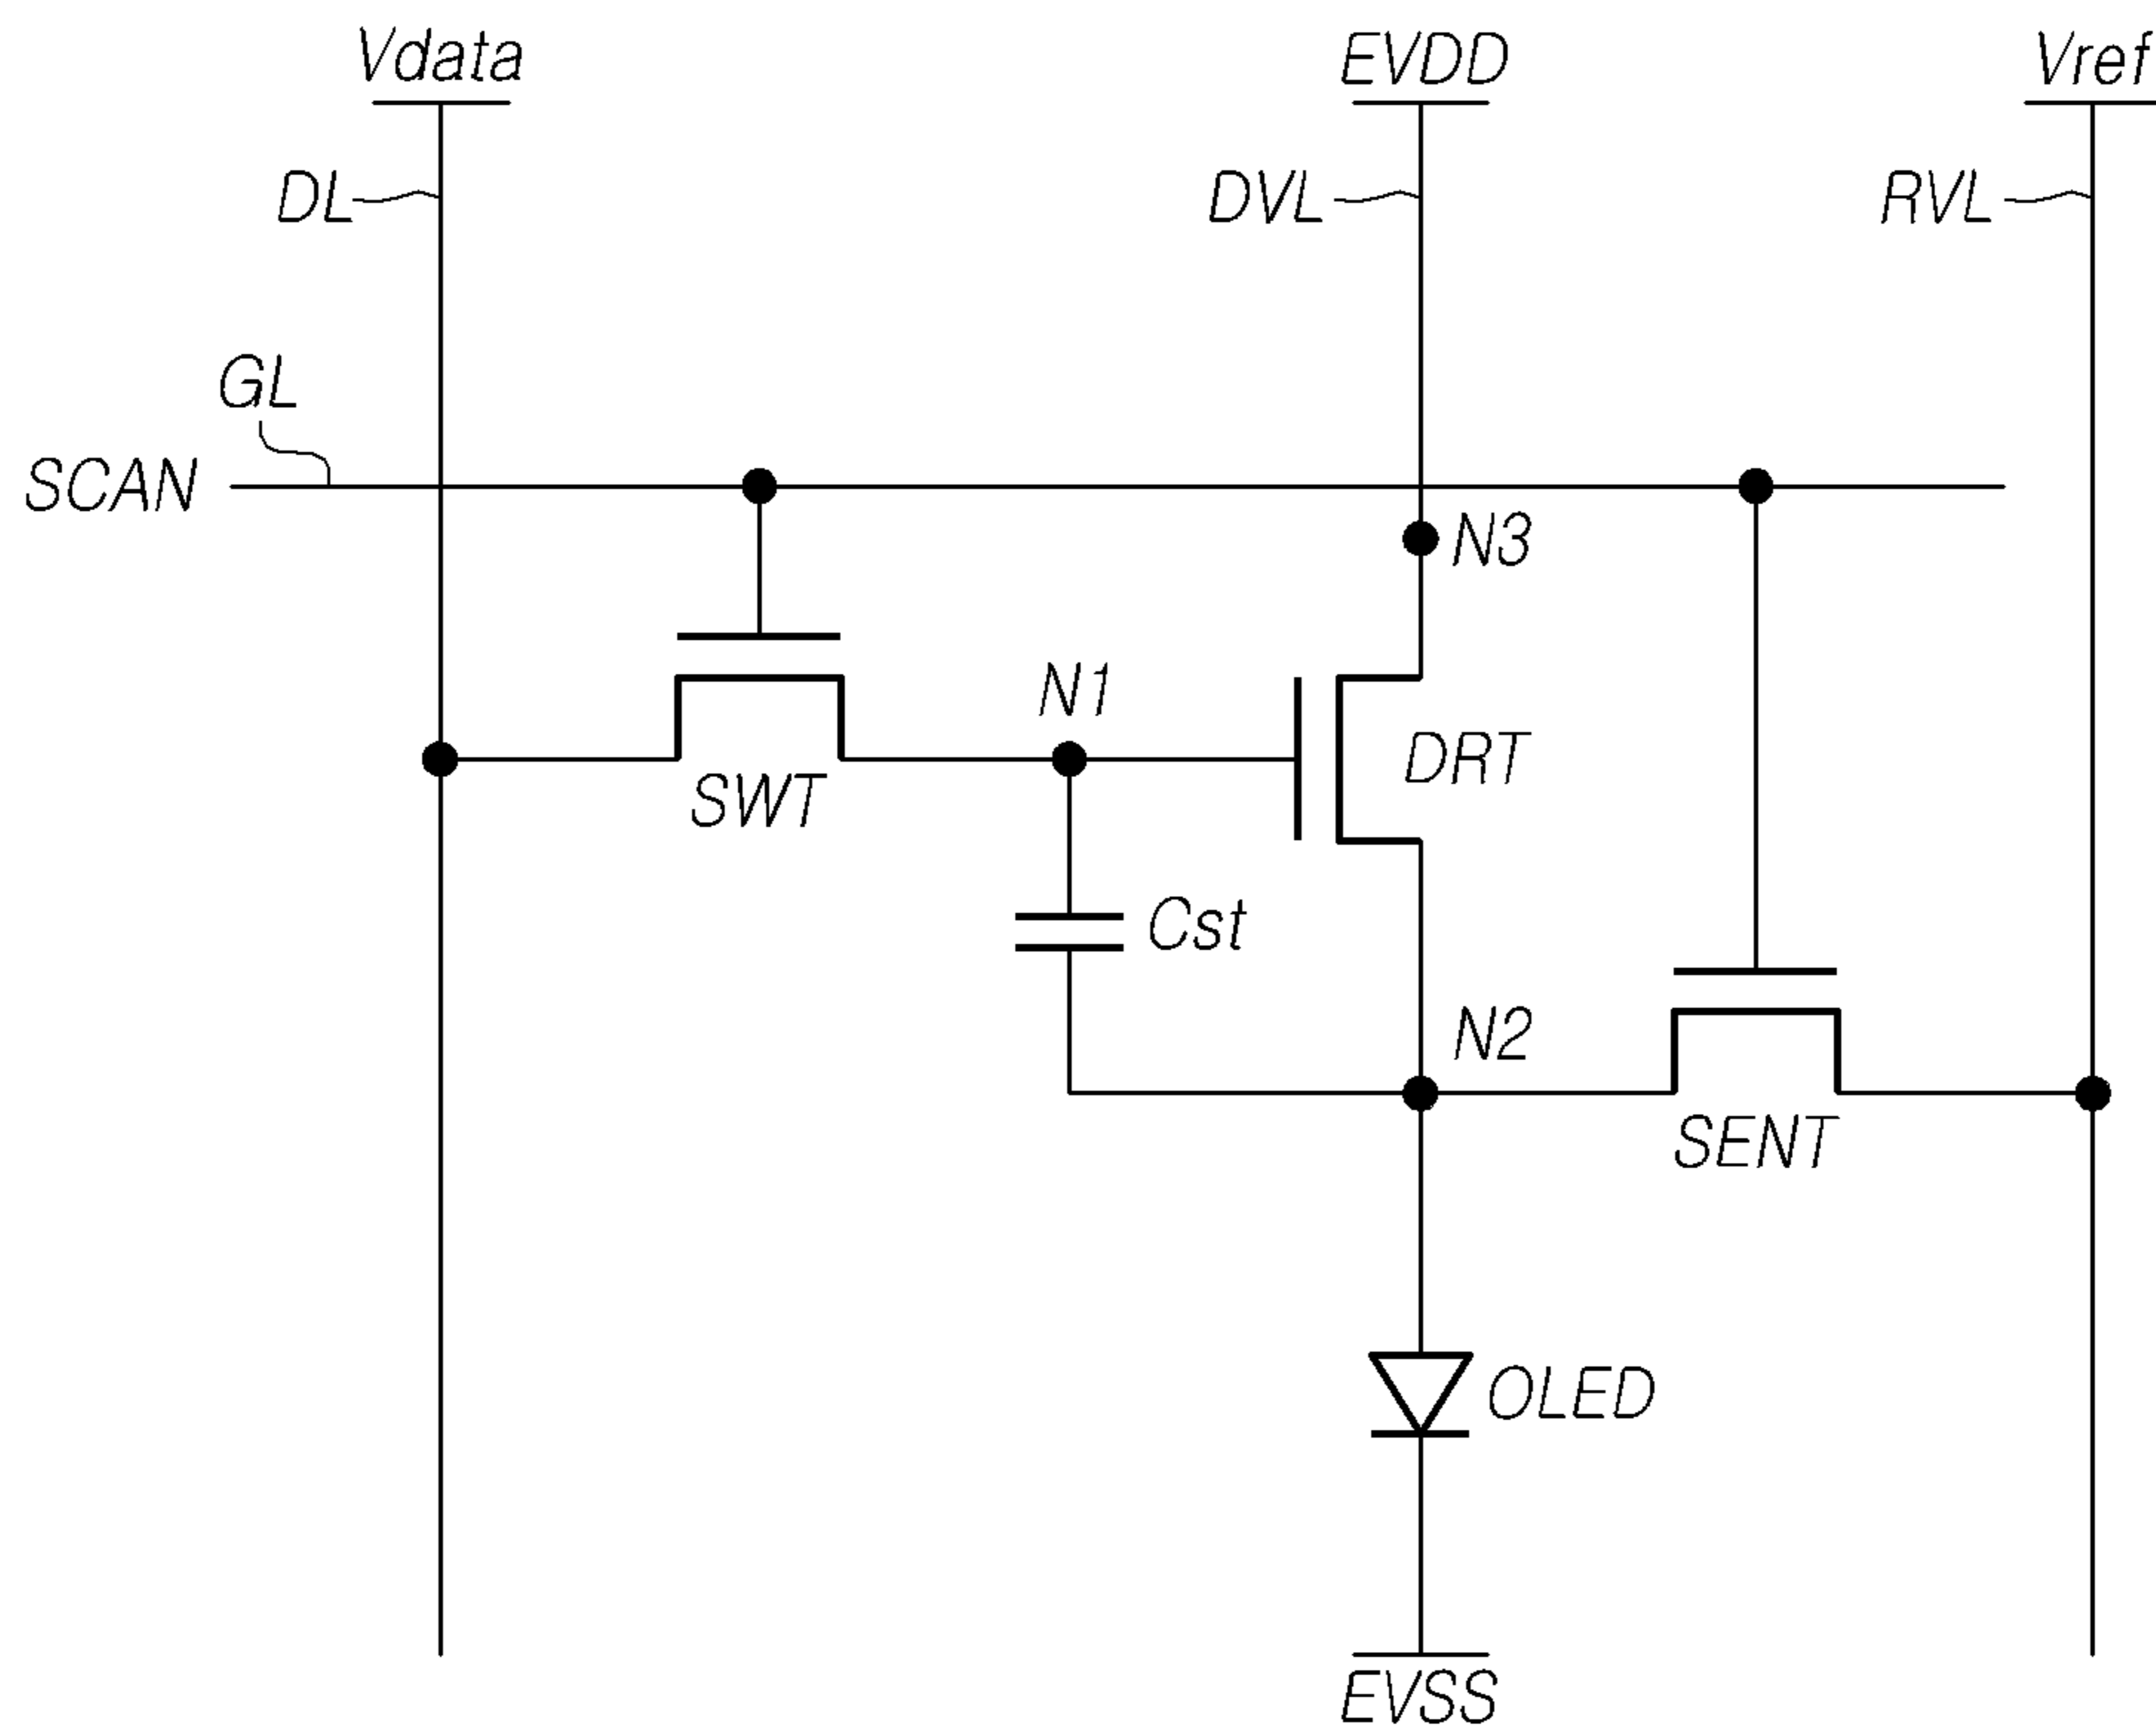 Vdata
EVDD
Vref
DL
DVL
RVL
GL
SCAN
N3
N1
DRT
SWT
Cst
N2
SENT
OLED
EVSS